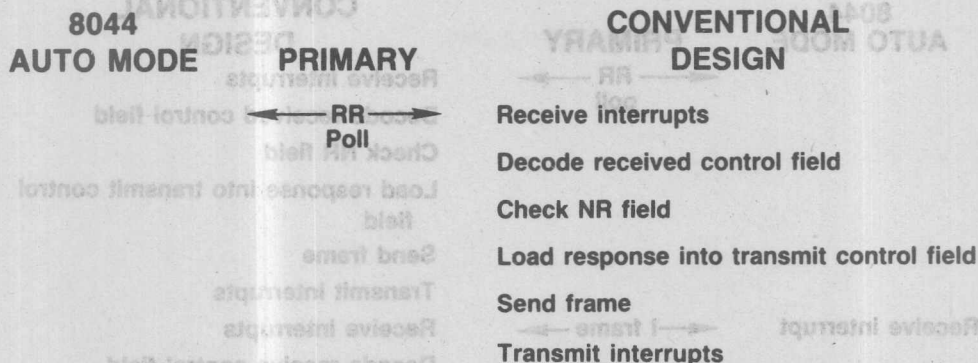 8044
AUTO MODE
PRIMARY
CONVENTIONAL
DESIGN
RR
Poll
Receive interrupts
Decode received control field
Check NR field
Load response into transmit control field
Send frame
Transmit interrupts